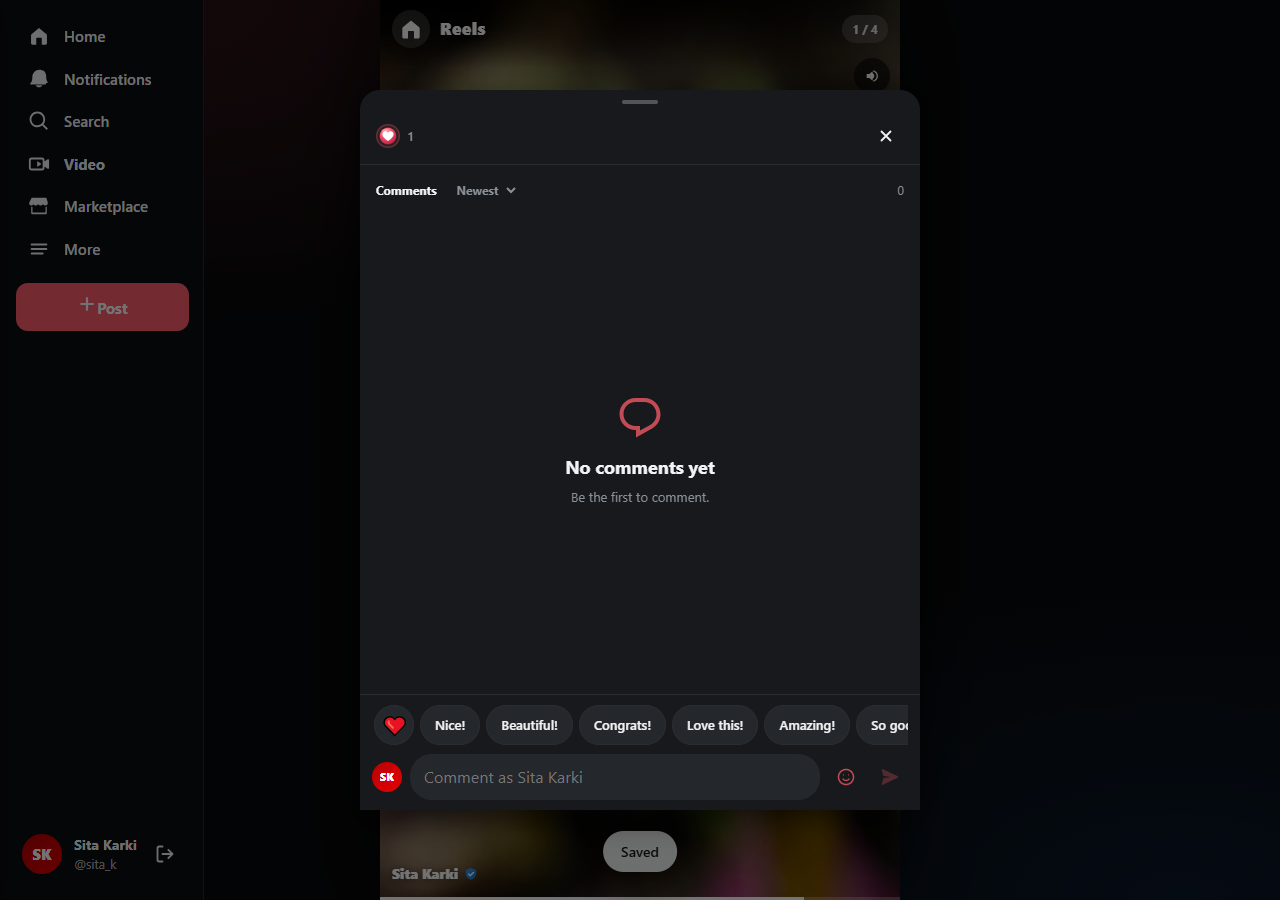 Home
Notifications
Search
Video
Marketplace
More
Post
SK
Sita Karki
@sita_k
Reels
1 / 4
1
Comments
Newest
0
No comments yet
Be the first to comment.
Nice!
Beautiful!
Congrats!
Love this!
Amazing!
So goo
SK
Comment as Sita Karki
Saved
Sita Karki